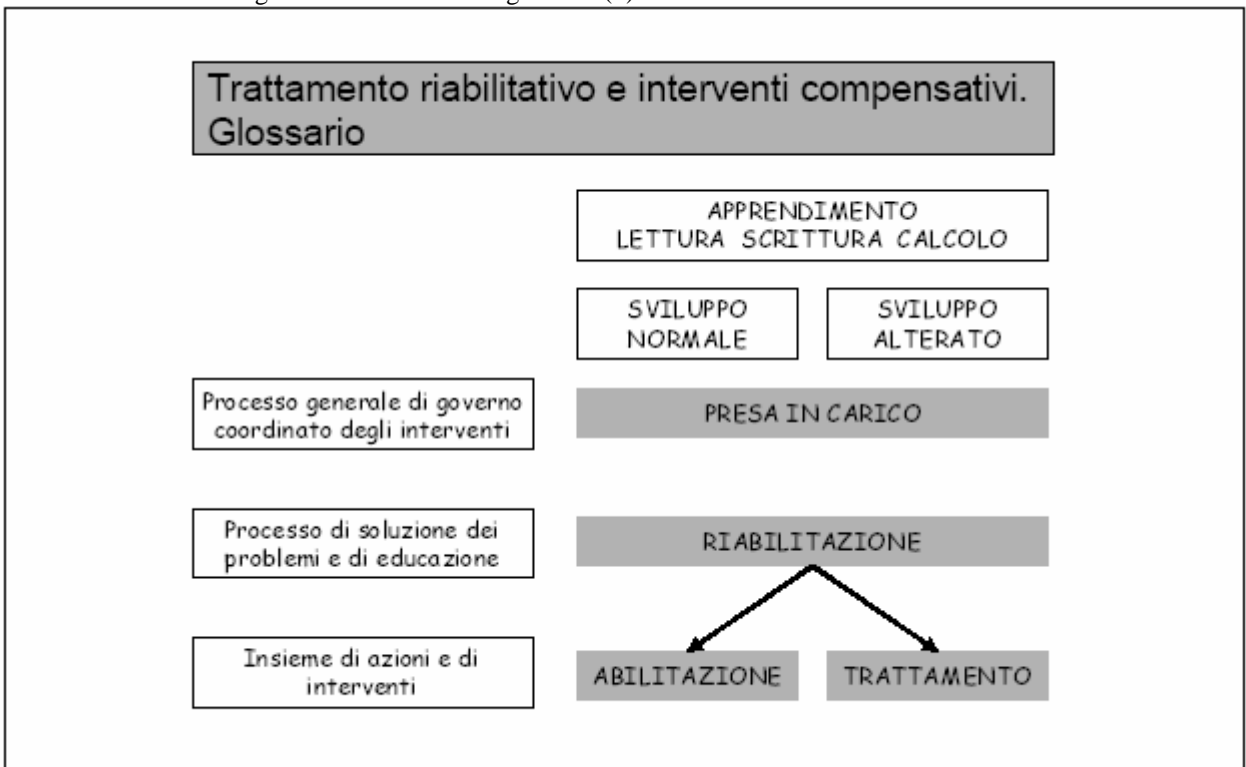 Trattamento riabilitativo e interventi compensativi.
Glossario
APPRENDIMENTO
LETTURA SCRITTURA CALCOLO
SVILUPPO
NORMALE
SVILUPPO
ALTERATO
Processo generale di governo
coordinato degli interventi
PRESA IN CARICO
Processo di soluzione dei
problemi e di educazione
RIABILITAZIONE
Insieme di azioni e di
interventi
ABILITAZIONE
TRATTAMENTO